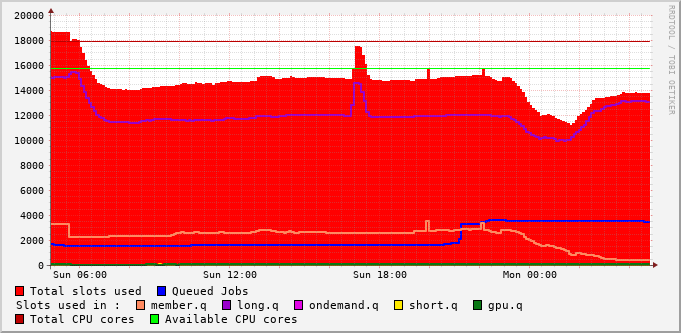 20000
18000
16000
14000
12000
10000
8000
6000
4000
2000
0
Sun 06:00 Sun 12:00 Sun 18:00 Mon 00:00
RRDTOOL / TOBI OETIKER
Total slots used Queued Jobs
Slots used in : member.q long.q ondemand.q short.q gpu.q
Total CPU cores Available CPU cores